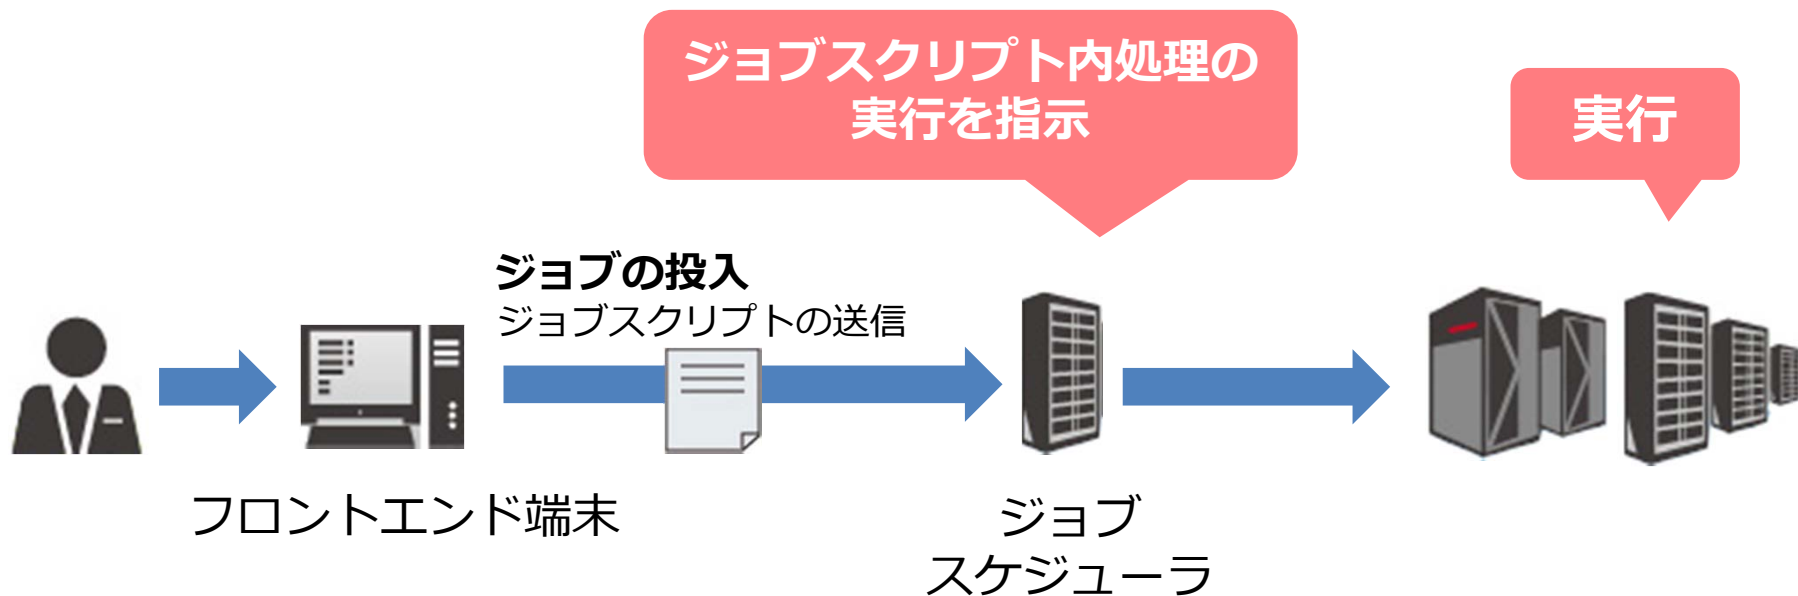 ジョブスクリプト内処理の
実行を指示
実行
ジョブの投入
ジョブスクリプトの送信
フロントエンド端末
ジョブ
スケジューラ